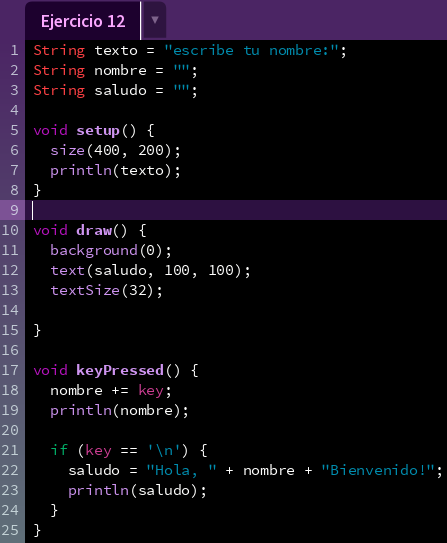 Ejercicio 12 ▼
1 String texto = "escribe tu nombre:";
2 String nombre = "";
3 String saludo = "";
4
5 void setup() {
6   size(400, 200);
7   println(texto);
8 }
9
10 void draw() {
11   background(0);
12   text(saludo, 100, 100);
13   textSize(32);
14
15 }
16
17 void keyPressed() {
18   nombre += key;
19   println(nombre);
20
21   if (key == '\n') {
22     saludo = "Hola, " + nombre + "Bienvenido!";
23     println(saludo);
24   }
25 }